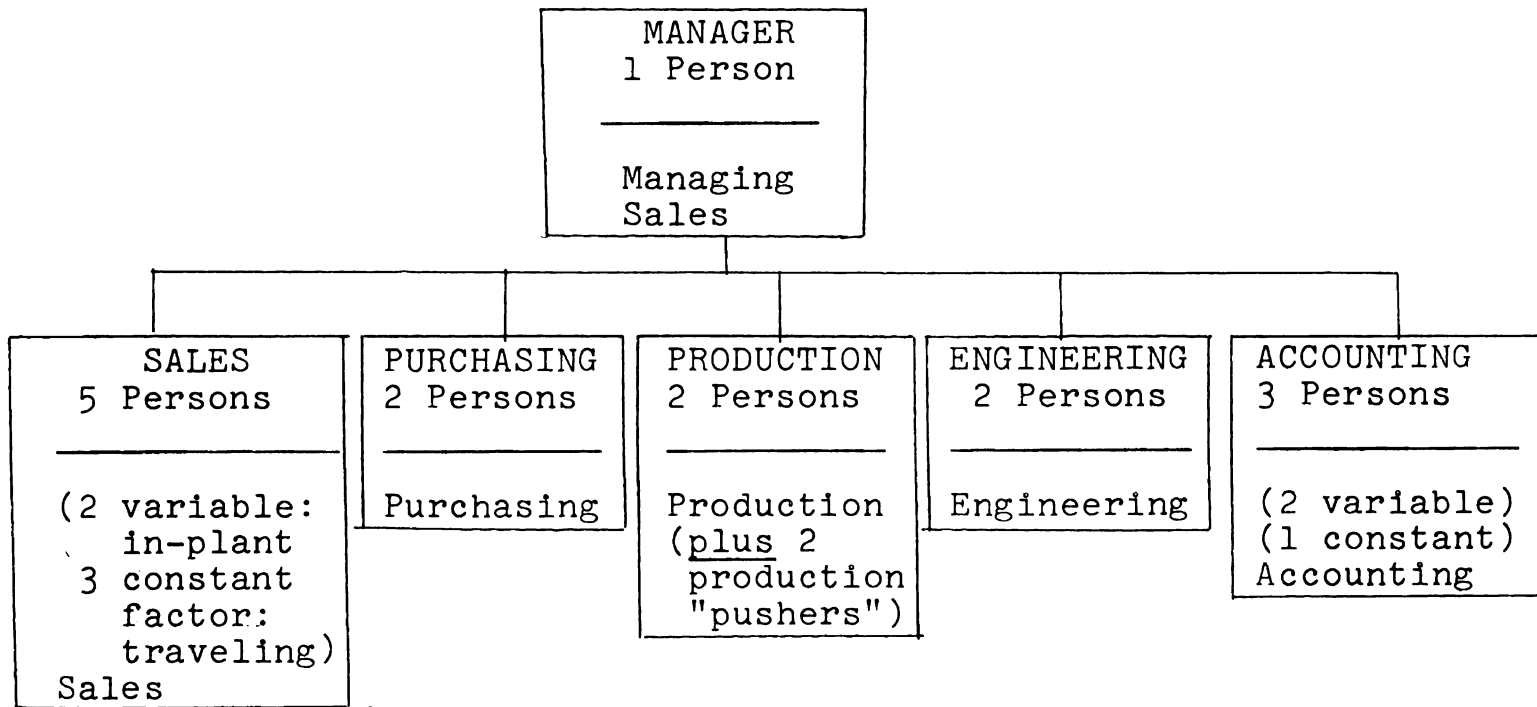 MANAGER
1 Person
Managing
Sales
SALES
5 Persons
(2 variable:
in-plant
3 constant
factor:
traveling)
Sales
PURCHASING
2 Persons
Purchasing
PRODUCTION
2 Persons
Production
(plus 2
production
"pushers")
ENGINEERING
2 Persons
Engineering
ACCOUNTING
3 Persons
(2 variable)
(1 constant)
Accounting